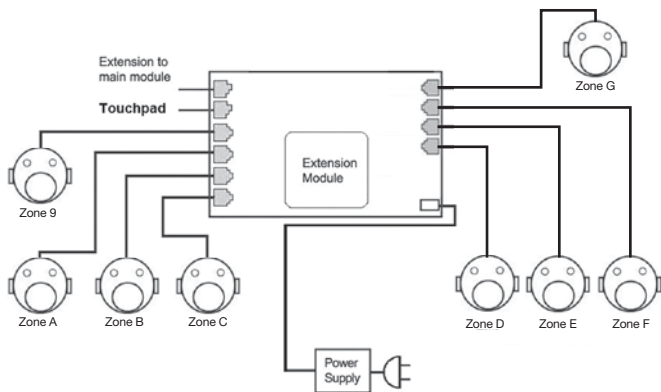 Extension to
main module
Touchpad
Zone G
Extension
Module
Zone 9
Zone A
Zone B
Zone C
Zone D
Zone E
Zone F
Power
Supply